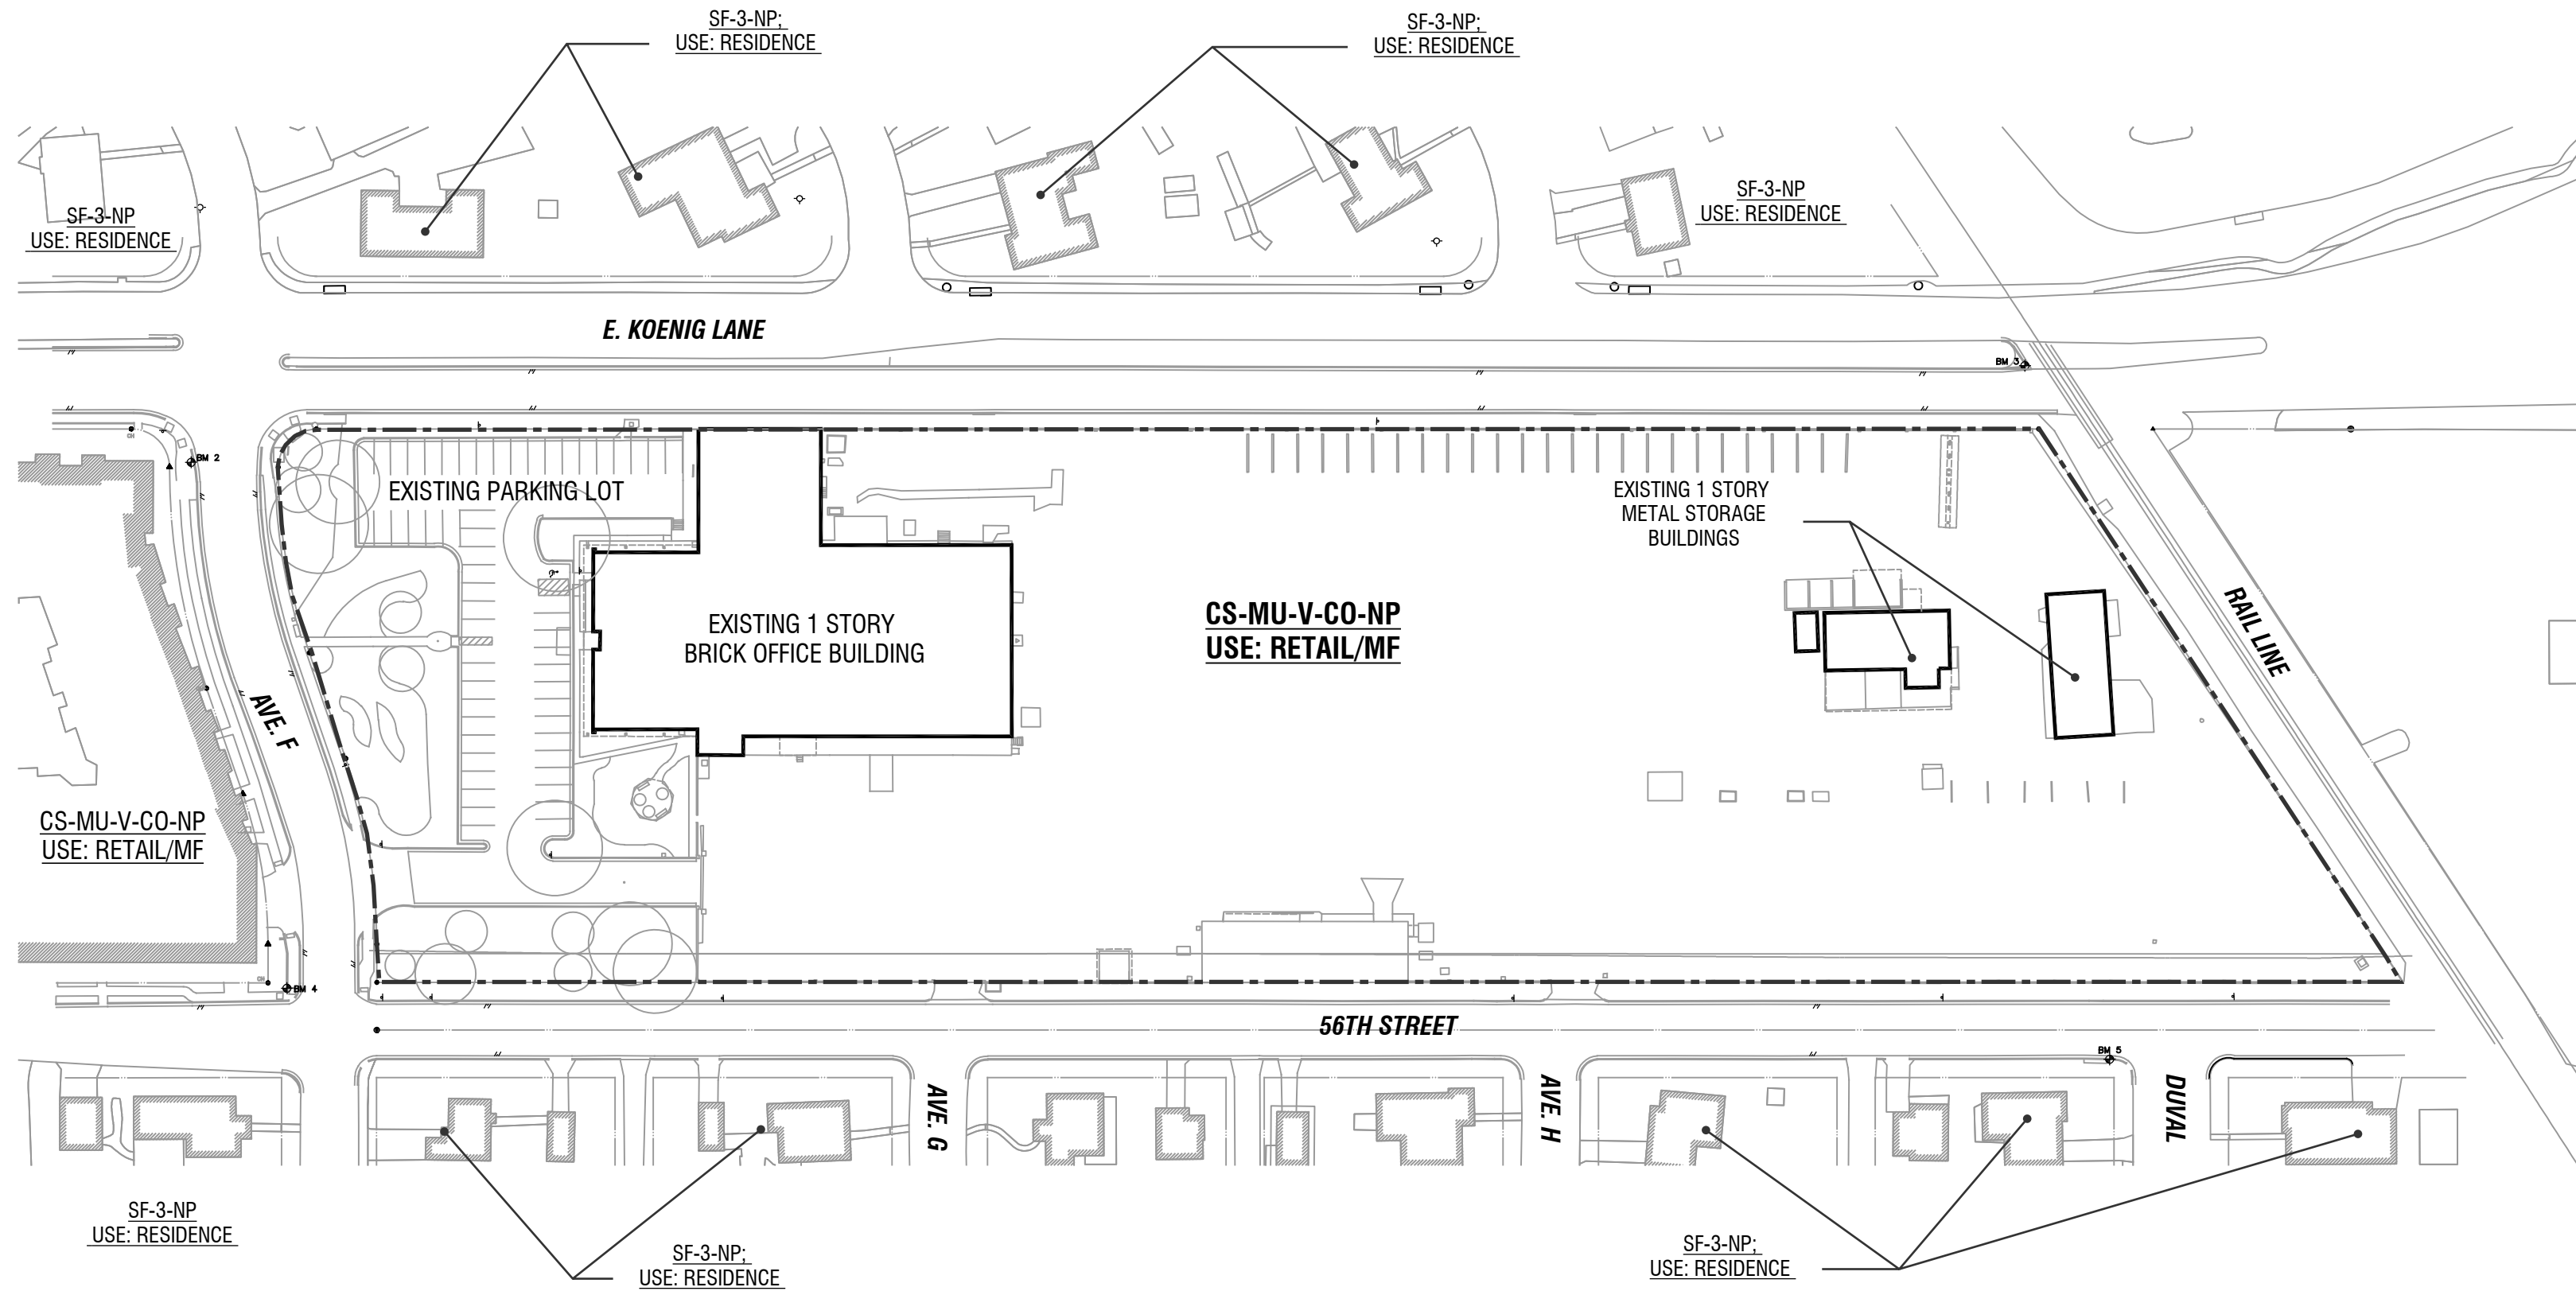 SF-3-NP;
USE: RESIDENCE
SF-3-NP;
USE: RESIDENCE
SF-3-NP
USE: RESIDENCE
SF-3-NP
USE: RESIDENCE
E. KOENIG LANE
BM 3
BM 2
OH
EXISTING PARKING LOT
EXISTING 1 STORY
METAL STORAGE
BUILDINGS
EXISTING 1 STORY
BRICK OFFICE BUILDING
CS-MU-V-CO-NP
USE: RETAIL/MF
RAIL LINE
AVE. F
CS-MU-V-CO-NP
USE: RETAIL/MF
OH
BM 4
56TH STREET
BM 5
AVE. G
AVE. H
DUVAL
SF-3-NP
USE: RESIDENCE
SF-3-NP;
USE: RESIDENCE
SF-3-NP;
USE: RESIDENCE